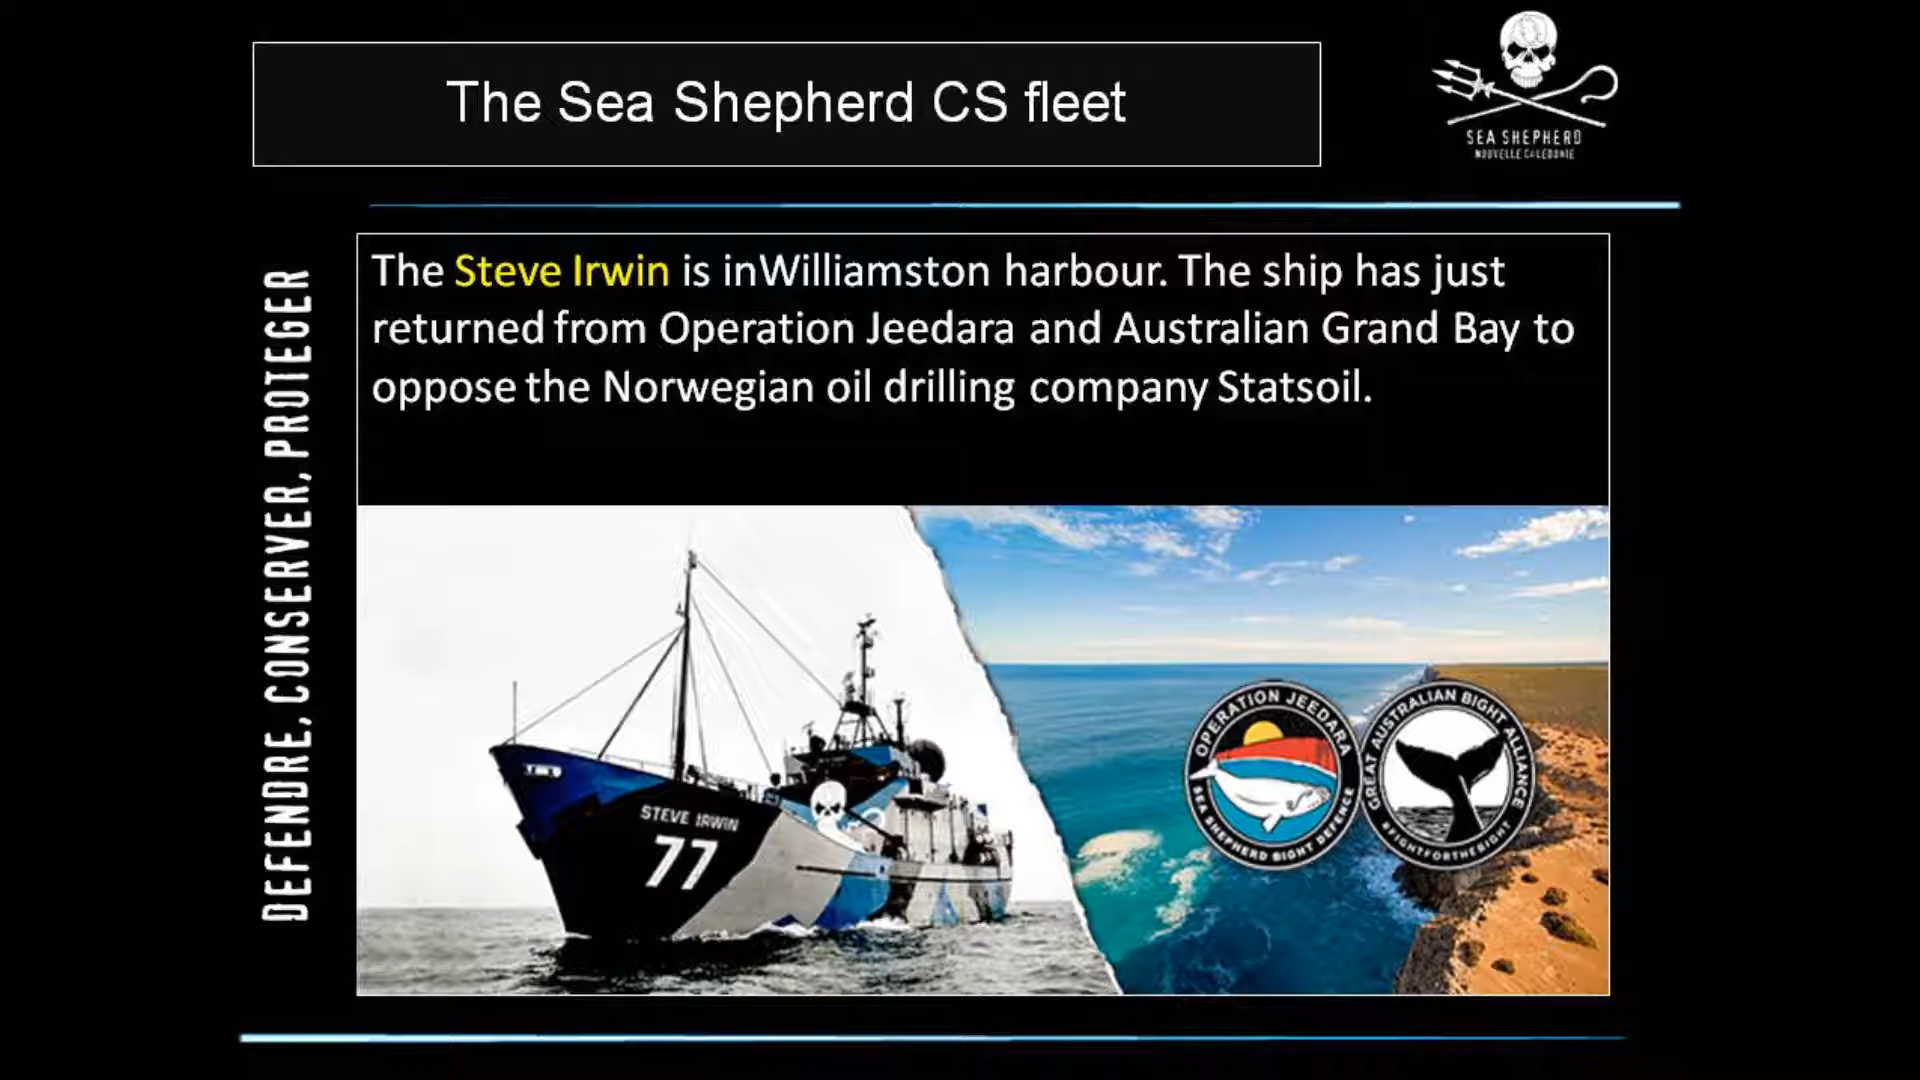 The Sea Shepherd CS fleet
SEA SHEPHERD
NOUVELLE CALEDONIE
DEFENDRE, CONSERVER, PROTEGER
The Steve Irwin is inWilliamston harbour. The ship has just
returned from Operation Jeedara and Australian Grand Bay to
oppose the Norwegian oil drilling company Statsoil.
STEVE IRWIN
77
OPERATION JEEDARA
SEA SHEPHERD BIGHT DEFENCE
GREAT AUSTRALIAN BIGHT ALLIANCE
#FIGHTFORTHEBIGHT